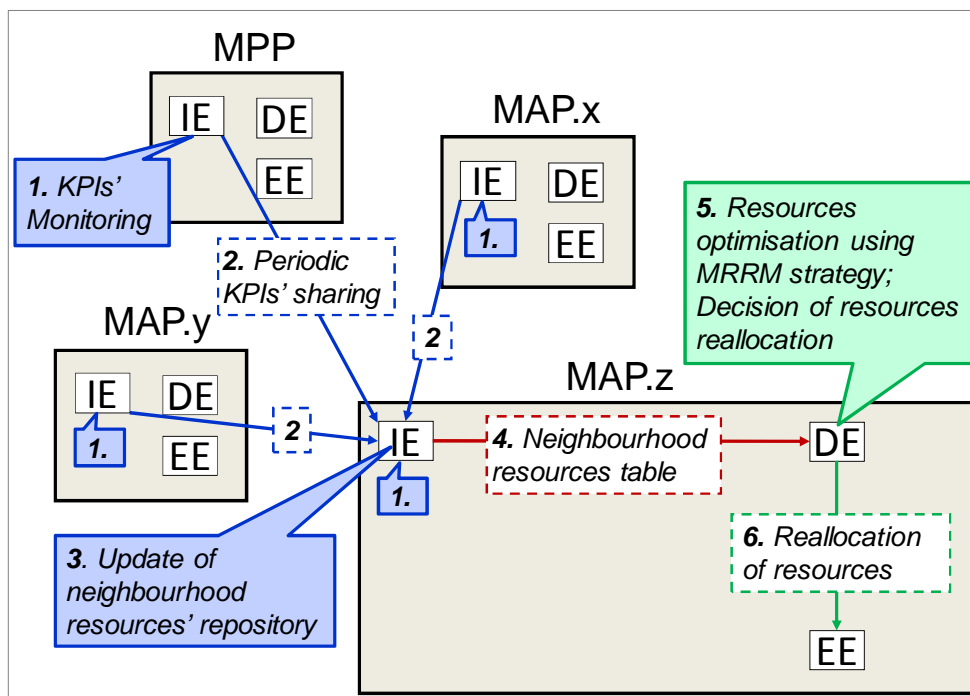 MPP
IE DE
EE
1. KPIs'
Monitoring
MAP.x
IE DE
1. EE
2. Periodic
KPIs' sharing
2
MAP.y
IE DE
1. EE
2
5. Resources
optimisation using
MRRM strategy;
Decision of resources
reallocation
MAP.z
IE
1.
4. Neighbourhood
resources table
DE
3. Update of
neighbourhood
resources' repository
6. Reallocation
of resources
EE